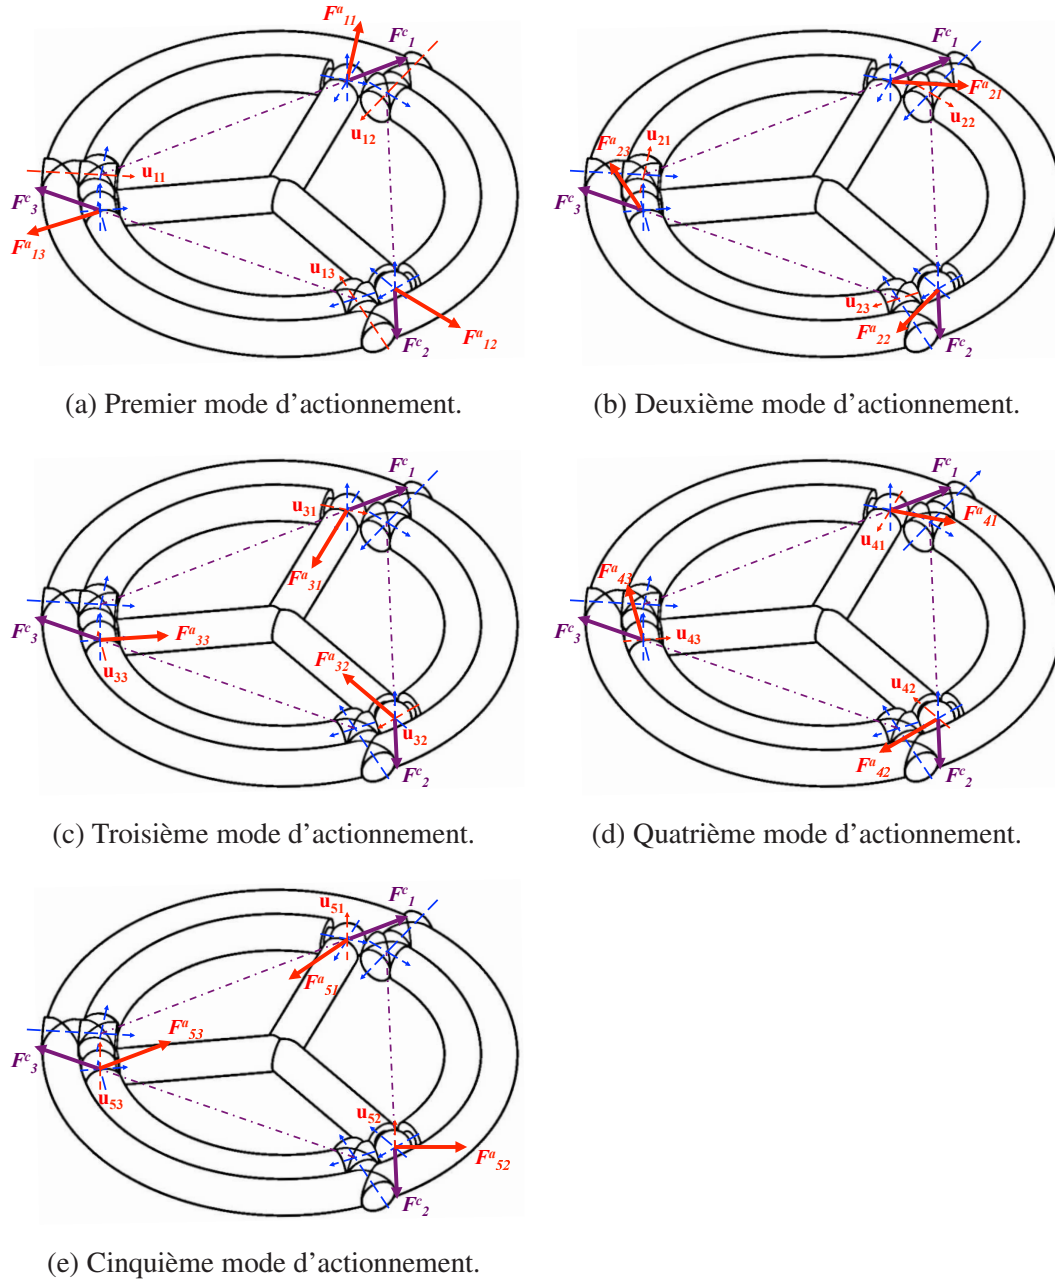 F^a_11
F^c_1
u_12
u_11
F^c_3
F^a_13
u_13
F^a_12
F^c_2
(a) Premier mode d'actionnement.
F^c_1
F^a_21
u_22
u_21
F^a_23
F^c_3
u_23
F^a_22
F^c_2
(b) Deuxième mode d'actionnement.
F^c_1
u_31
F^a_31
F^c_3
F^a_33
u_33
F^a_32
u_32
F^c_2
(c) Troisième mode d'actionnement.
F^c_1
F^a_41
u_41
F^a_43
F^c_3
u_43
u_42
F^a_42
F^c_2
(d) Quatrième mode d'actionnement.
u_51
F^c_1
F^a_51
F^a_53
F^c_3
u_53
u_52
F^a_52
F^c_2
(e) Cinquième mode d'actionnement.